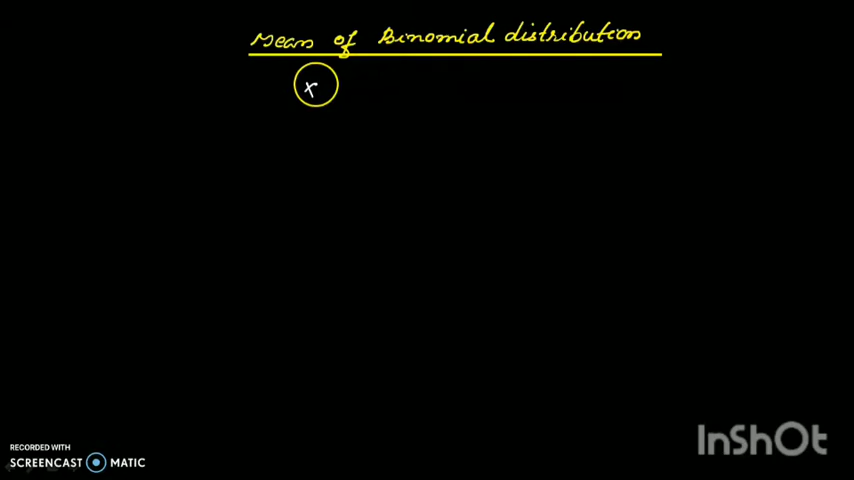 Mean of Binomial distribution
x
RECORDED WITH
SCREENCAST MATIC
InShOt